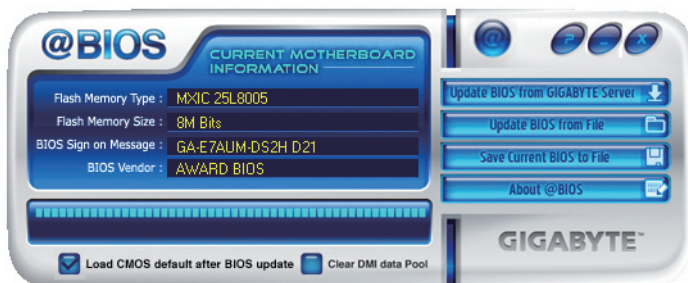 @BIOS
CURRENT MOTHERBOARD
INFORMATION
Flash Memory Type : MXIC 25L8005
Flash Memory Size : 8M Bits
BIOS Sign on Message : GA-E7AUM-DS2H D21
BIOS Vendor : AWARD BIOS
Load CMOS default after BIOS update
Clear DMI data Pool
@ ? _ X
Update BIOS from GIGABYTE Server
Update BIOS from File
Save Current BIOS to File
About @BIOS
GIGABYTE™